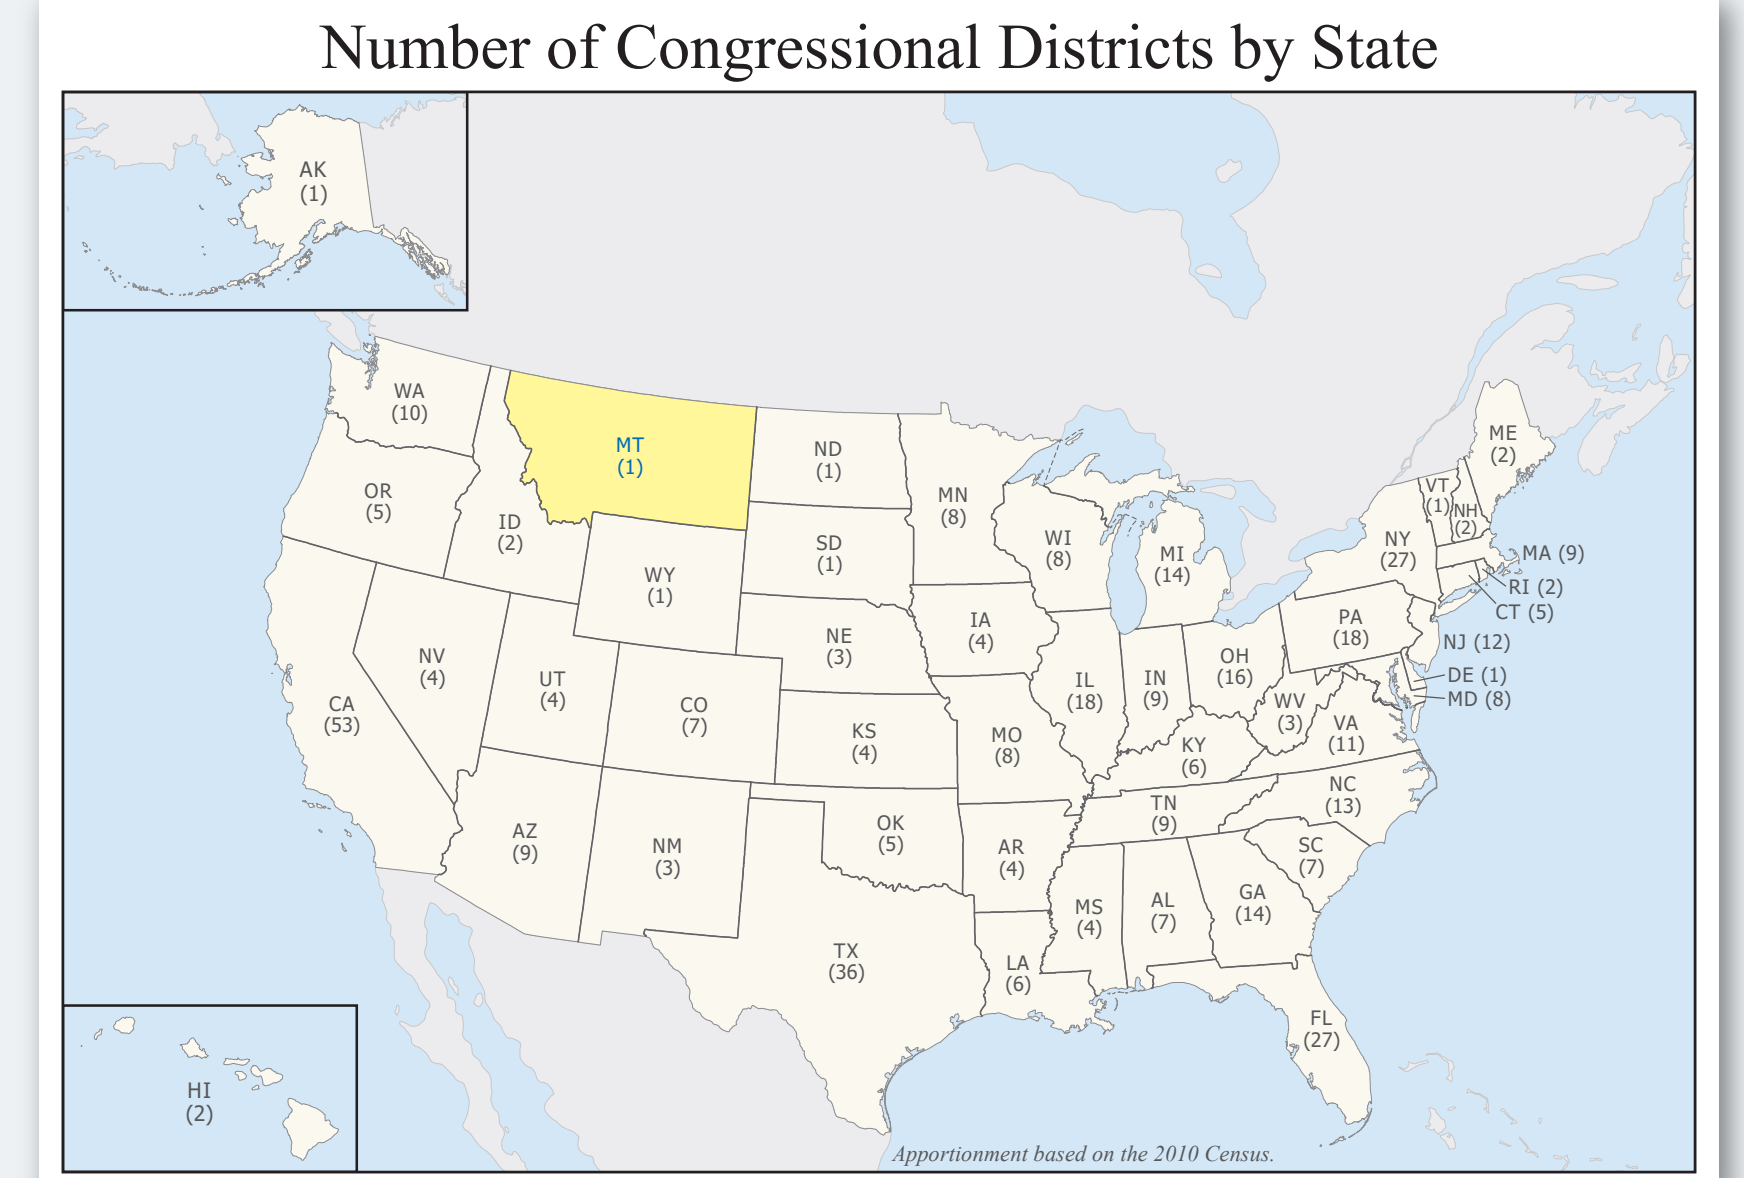 Number of Congressional Districts by State
AK
(1)
WA
(10)
MT
(1)
ND
(1)
MN
(8)
ME
(2)
VT
(1)
NH
(2)
OR
(5)
ID
(2)
SD
(1)
WI
(8)
MI
(14)
NY
(27)
MA (9)
RI (2)
CT (5)
WY
(1)
NE
(3)
IA
(4)
PA
(18)
NJ (12)
DE (1)
MD (8)
NV
(4)
UT
(4)
CO
(7)
IL
(18)
IN
(9)
OH
(16)
WV
(3)
VA
(11)
CA
(53)
KS
(4)
MO
(8)
KY
(6)
NC
(13)
TN
(9)
AZ
(9)
NM
(3)
OK
(5)
AR
(4)
SC
(7)
MS
(4)
AL
(7)
GA
(14)
TX
(36)
LA
(6)
FL
(27)
HI
(2)
Apportionment based on the 2010 Census.